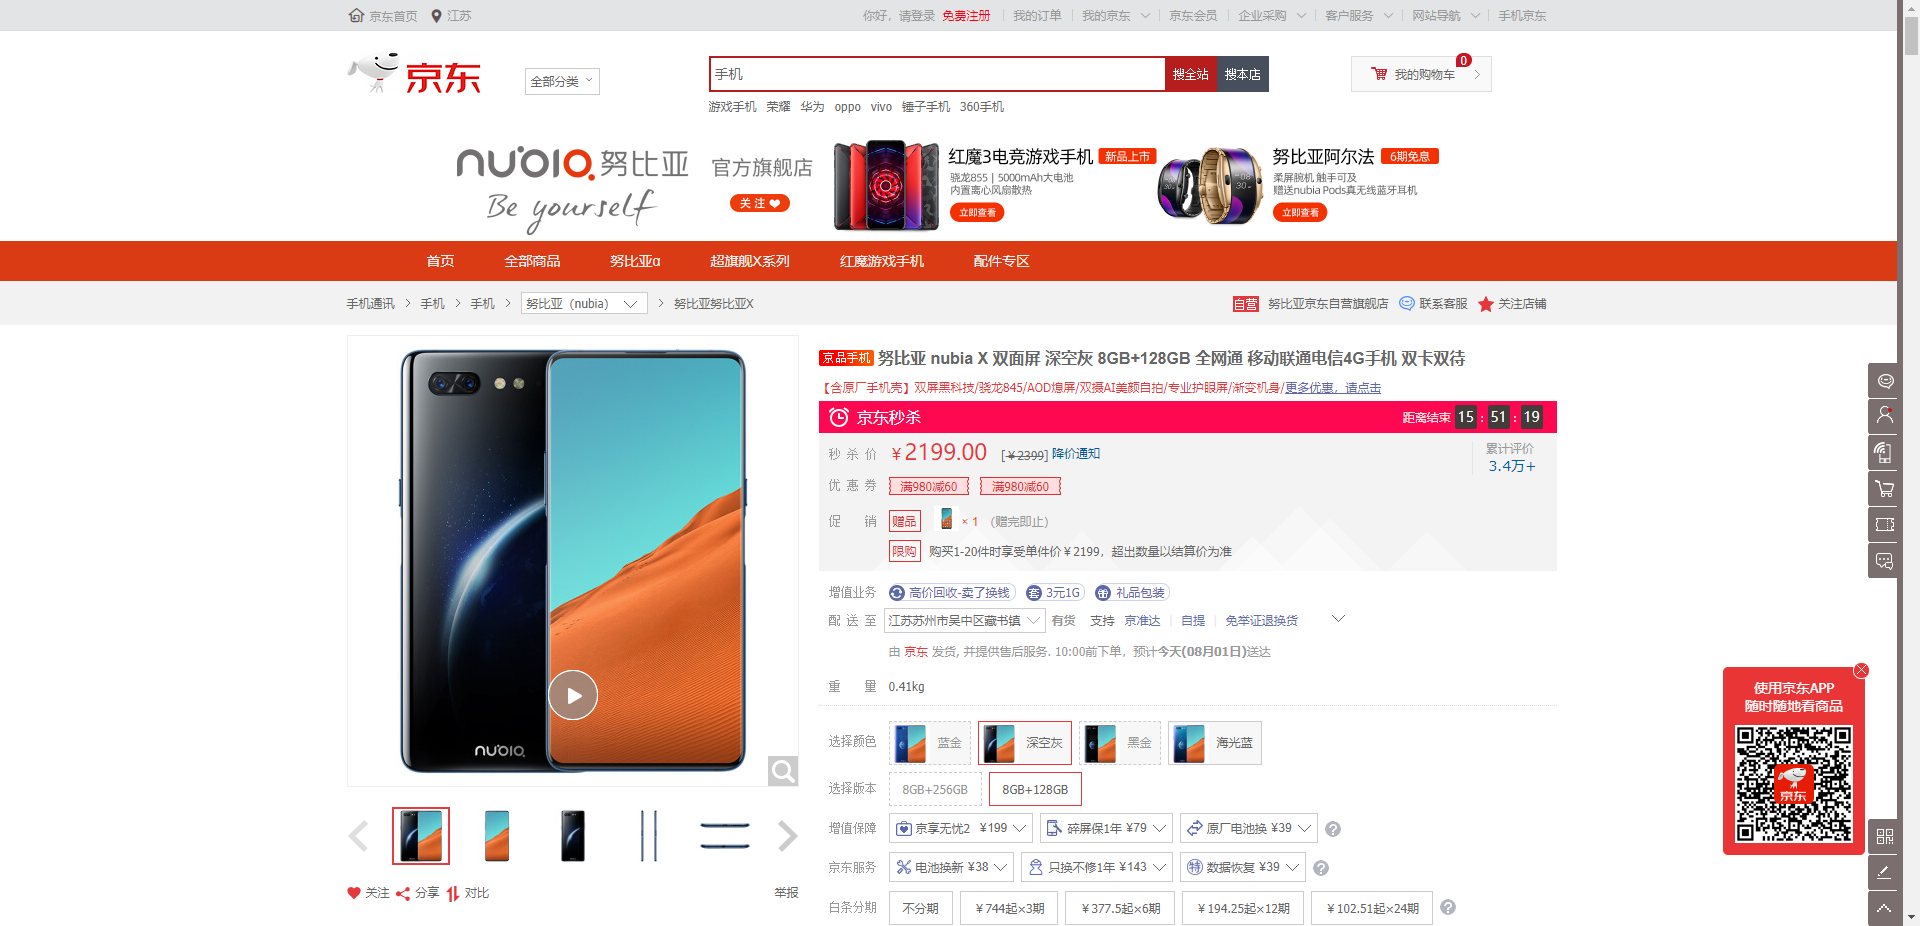 京东首页 江苏
你好，请登录 免费注册 我的订单 我的京东 京东会员 企业采购 客户服务 网站导航 手机京东
京东
全部分类
手机 搜全站 搜本店
0
我的购物车
游戏手机 荣耀 华为 oppo vivo 锤子手机 360手机
nubia 努比亚 官方旗舰店
Be yourself
关注
红魔3电竞游戏手机 新品上市
骁龙855 | 5000mAh大电池
内置离心风扇散热
立即查看
努比亚阿尔法 6期免息
柔屏腕机 触手可及
赠送nubia Pods真无线蓝牙耳机
立即查看
首页 全部商品 努比亚α 超旗舰X系列 红魔游戏手机 配件专区
手机通讯 > 手机 > 手机 > 努比亚（nubia） > 努比亚努比亚X
自营 努比亚京东自营旗舰店 联系客服 关注店铺
nubia
京品手机 努比亚 nubia X 双面屏 深空灰 8GB+128GB 全网通 移动联通电信4G手机 双卡双待
【含原厂手机壳】双屏黑科技/骁龙845/AOD熄屏/双摄AI美颜自拍/专业护眼屏/渐变机身/更多优惠，请点击
京东秒杀 距离结束 15 : 51 : 19
秒杀价 ￥2199.00 [￥2399] 降价通知
累计评价
3.4万+
优惠券 满980减60 满980减60
促销 赠品 × 1 （赠完即止）
限购 购买1-20件时享受单件价￥2199，超出数量以结算价为准
增值业务 高价回收-卖了换钱 套 3元1G 礼品包装
配送至 江苏苏州市吴中区藏书镇 有货 支持 京准达 自提 免举证退换货
由 京东 发货, 并提供售后服务. 10:00前下单，预计今天(08月01日)送达
重量 0.41kg
选择颜色 蓝金 深空灰 黑金 海光蓝
选择版本 8GB+256GB 8GB+128GB
增值保障 京享无忧2 ¥199 碎屏保1年 ¥79 原厂电池换 ¥39
京东服务 电池换新 ¥38 只换不修1年 ¥143 特 数据恢复 ¥39
白条分期 不分期 ￥744起×3期 ￥377.5起×6期 ￥194.25起×12期 ￥102.51起×24期
关注 分享 对比 举报
使用京东APP
随时随地看商品
京东